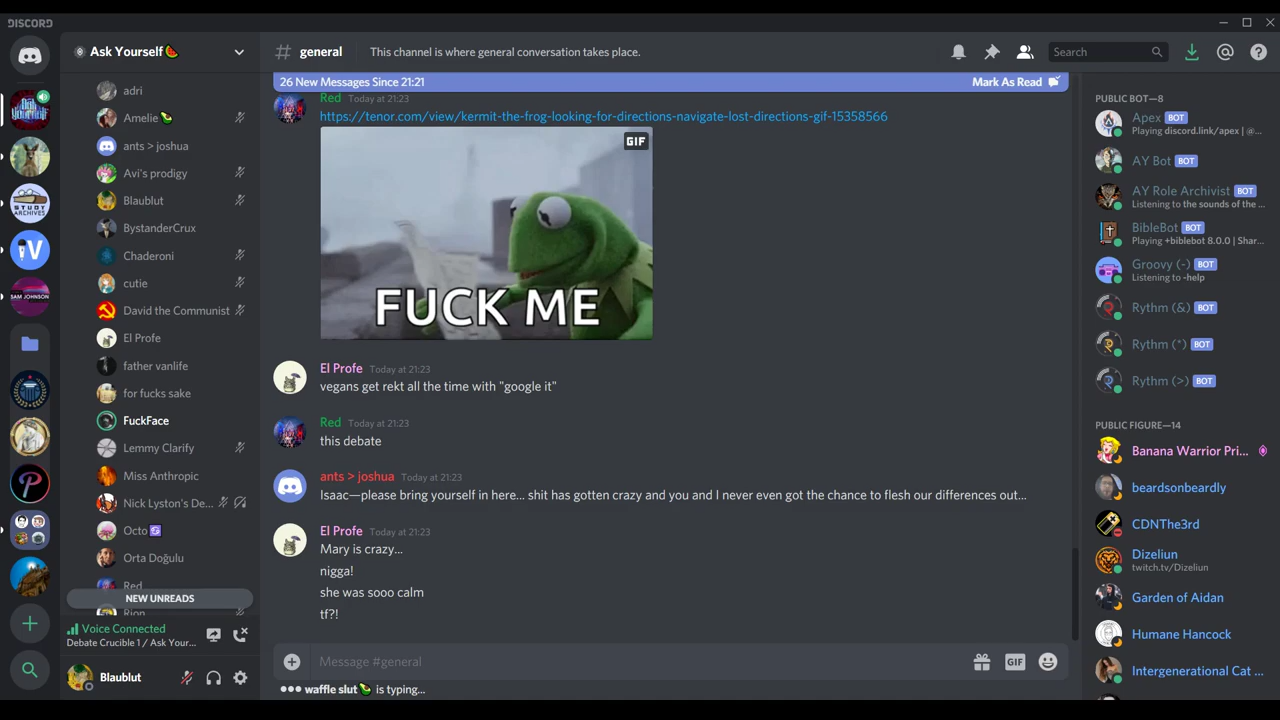 DISCORD
Ask Yourself🍉
general
This channel is where general conversation takes place.
Search
adri
Amelie🥑
ants > joshua
Avi's prodigy
Blaublut
BystanderCrux
Chaderoni
cutie
David the Communist
El Profe
father vanlife
for fucks sake
FuckFace
Lemmy Clarify
Miss Anthropic
Nick Lyston's De...
Octo
Orta Doğulu
Red
Rion
NEW UNREADS
Voice Connected
Debate Crucible 1 / Ask Your...
Blaublut
ASK YOURSELF
STUDY ARCHIVES
V
SAM JOHNSON
26 New Messages Since 21:21
Mark As Read
Red Today at 21:23
https://tenor.com/view/kermit-the-frog-looking-for-directions-navigate-lost-directions-gif-15358566
GIF
FUCK ME
El Profe Today at 21:23
vegans get rekt all the time with "google it"
Red Today at 21:23
this debate
ants > joshua Today at 21:23
Isaac—please bring yourself in here... shit has gotten crazy and you and I never even got the chance to flesh our differences out...
El Profe Today at 21:23
Mary is crazy...
nigga!
she was sooo calm
tf?!
Message #general
GIF
waffle slut🥑 is typing...
PUBLIC BOT—8
Apex BOT
Playing discord.link/apex | @...
AY Bot BOT
AY Role Archivist BOT
Listening to the sounds of the ...
BibleBot BOT
Playing +biblebot 8.0.0 | Shar...
Groovy (-) BOT
Listening to -help
Rythm (&) BOT
Rythm (*) BOT
Rythm (>) BOT
PUBLIC FIGURE—14
Banana Warrior Pri...
beardsonbeardly
CDNThe3rd
Dizeliun
twitch.tv/Dizeliun
Garden of Aidan
Humane Hancock
Intergenerational Cat ...